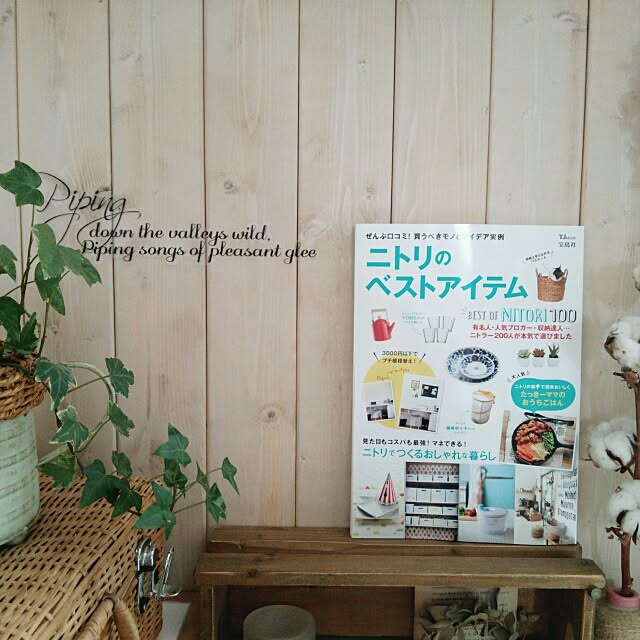 Piping
down the valleys wild,
Piping songs of pleasant glee
ぜんぶ口コミ!買うべきモノとアイデア実例
宝島社
ニトリの
ベストアイテム
BEST OF NITORI 100
有名人・人気ブロガー・収納達人…
ニトラー200人が本気で選びました
3000円以下で
プチ模様替え!
大人気!
ニトリのお手で簡単おいしく
たっきーママの
おうちごはん
見た目もコスパも最強!マネできる!
ニトリでつくるおしゃれな暮らし